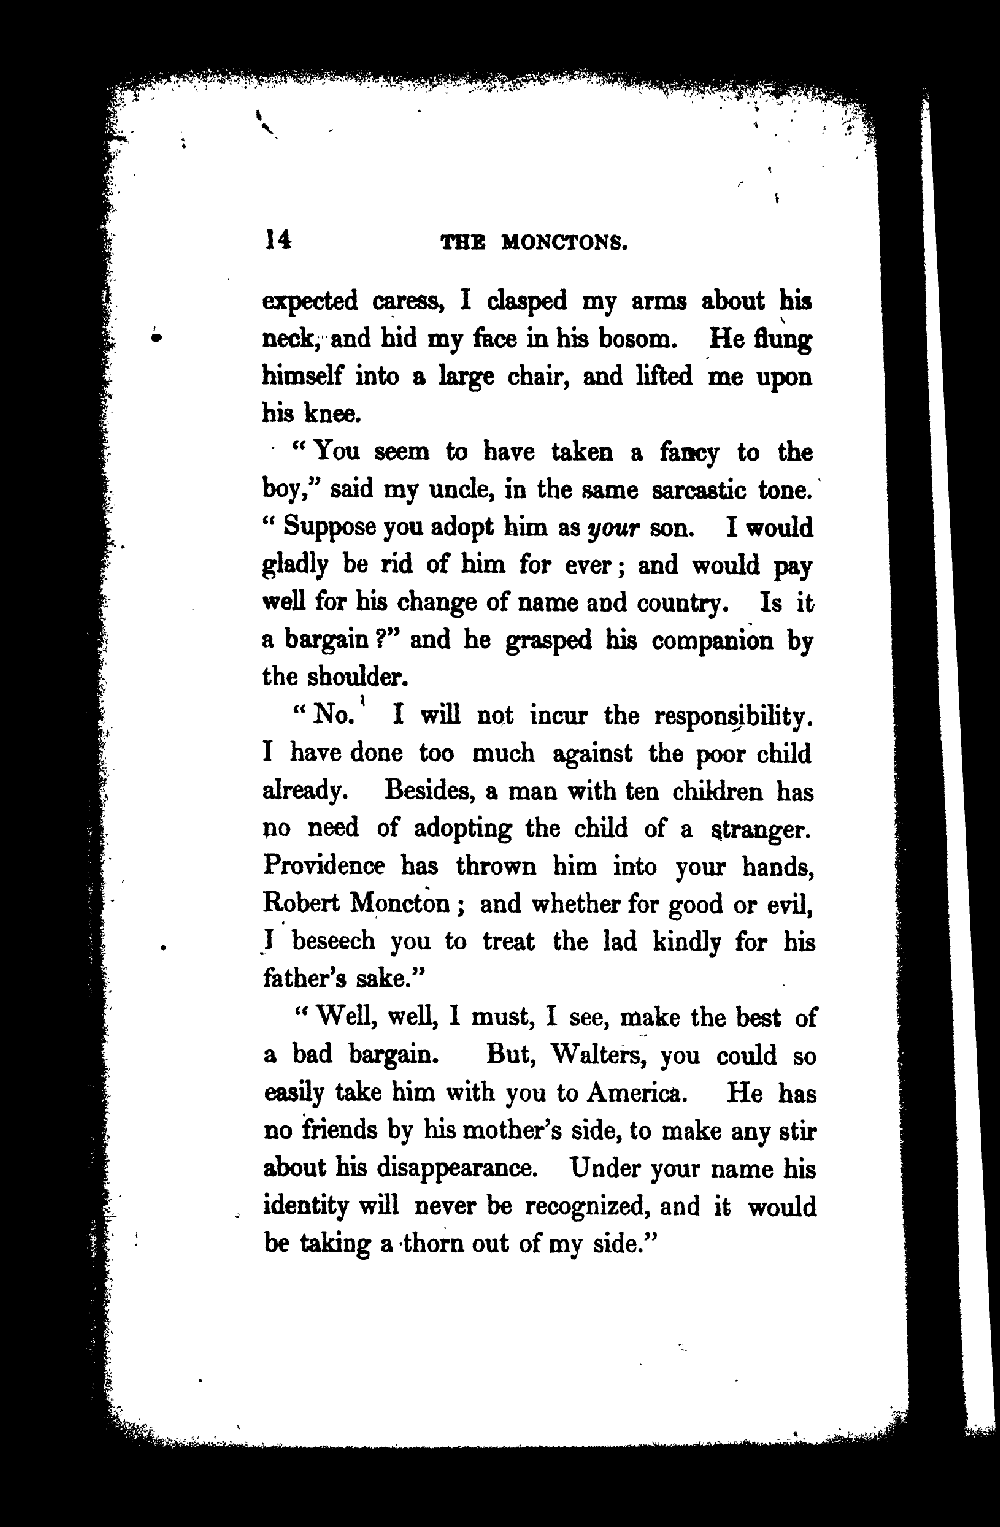 14 THE MONCTONS.
expected caress, I clasped my arms about his
neck, and hid my face in his bosom. He flung
himself into a large chair, and lifted me upon
his knee.
“You seem to have taken a fancy to the
boy,” said my uncle, in the same sarcastic tone.
“Suppose you adopt him as your son. I would
gladly be rid of him for ever; and would pay
well for his change of name and country. Is it
a bargain?” and he grasped his companion by
the shoulder.
“No. I will not incur the responsibility.
I have done too much against the poor child
already. Besides, a man with ten children has
no need of adopting the child of a stranger.
Providence has thrown him into your hands,
Robert Moncton; and whether for good or evil,
I beseech you to treat the lad kindly for his
father’s sake.”
“Well, well, I must, I see, make the best of
a bad bargain. But, Walters, you could so
easily take him with you to America. He has
no friends by his mother’s side, to make any stir
about his disappearance. Under your name his
identity will never be recognized, and it would
be taking a thorn out of my side.”